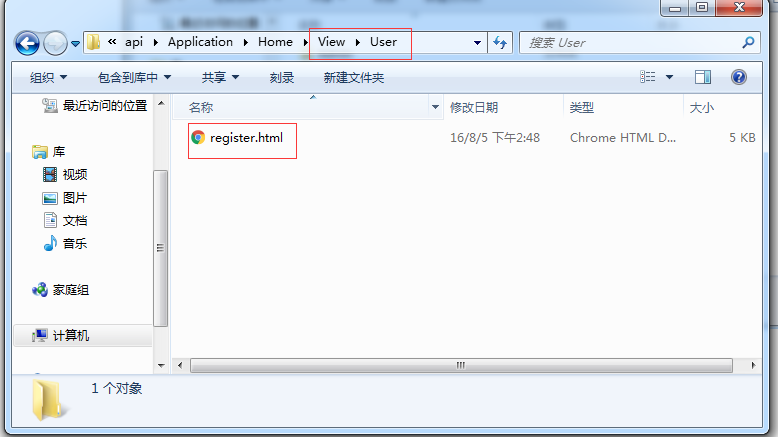 « api Application Home View User
搜索 User
组织 包含到库中 共享 刻录 新建文件夹
最近访问的位置
库
视频
图片
文档
音乐
家庭组
计算机
名称 修改日期 类型 大小
register.html 16/8/5 下午2:48 Chrome HTML D... 5 KB
1 个对象